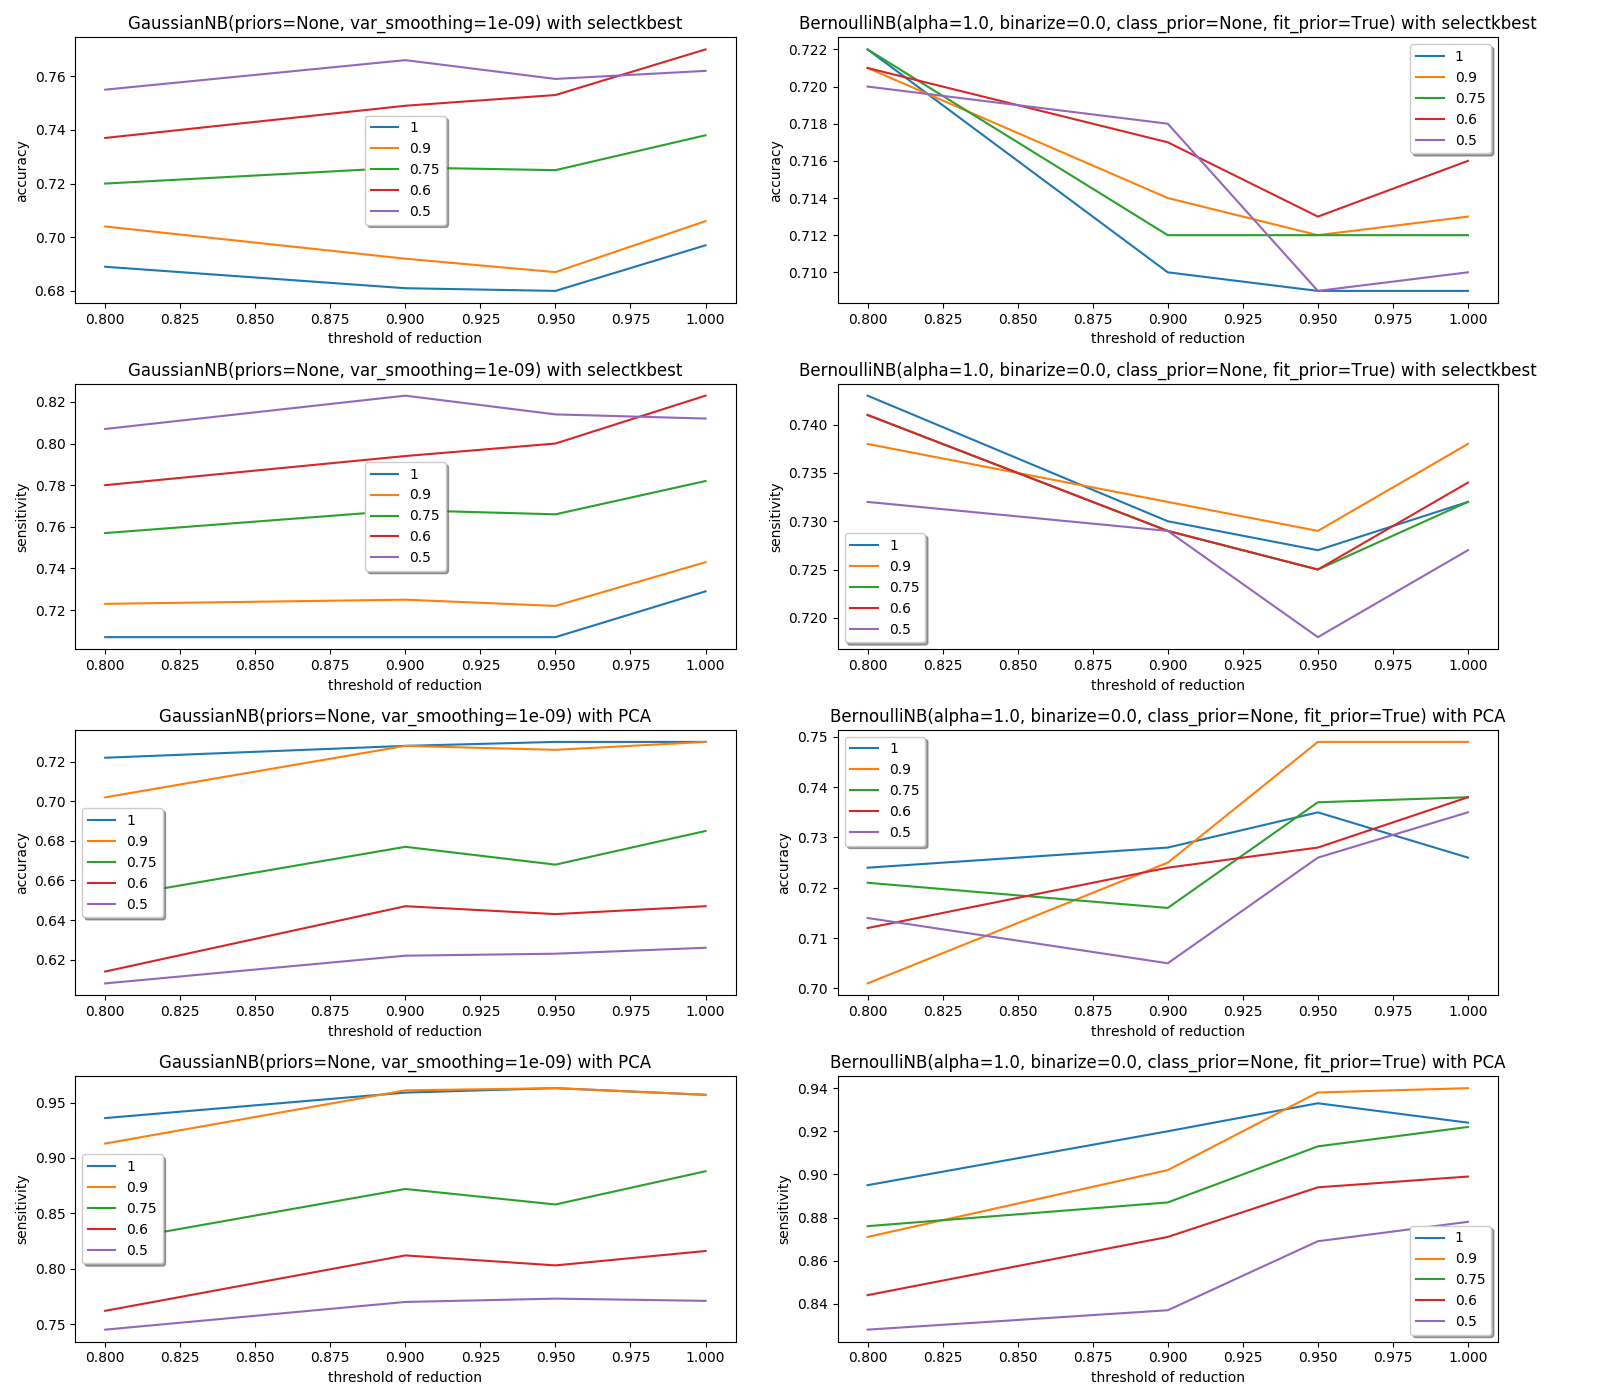 GaussianNB(priors=None, var_smoothing=1e-09) with selectkbest
accuracy
0.76
0.74
0.72
0.70
0.68
1
0.9
0.75
0.6
0.5
0.800 0.825 0.850 0.875 0.900 0.925 0.950 0.975 1.000
threshold of reduction
BernoulliNB(alpha=1.0, binarize=0.0, class_prior=None, fit_prior=True) with selectkbest
accuracy
0.722
0.720
0.718
0.716
0.714
0.712
0.710
1
0.9
0.75
0.6
0.5
0.800 0.825 0.850 0.875 0.900 0.925 0.950 0.975 1.000
threshold of reduction
GaussianNB(priors=None, var_smoothing=1e-09) with selectkbest
sensitivity
0.82
0.80
0.78
0.76
0.74
0.72
1
0.9
0.75
0.6
0.5
0.800 0.825 0.850 0.875 0.900 0.925 0.950 0.975 1.000
threshold of reduction
BernoulliNB(alpha=1.0, binarize=0.0, class_prior=None, fit_prior=True) with selectkbest
sensitivity
0.740
0.735
0.730
0.725
0.720
1
0.9
0.75
0.6
0.5
0.800 0.825 0.850 0.875 0.900 0.925 0.950 0.975 1.000
threshold of reduction
GaussianNB(priors=None, var_smoothing=1e-09) with PCA
accuracy
0.72
0.70
0.68
0.66
0.64
0.62
1
0.9
0.75
0.6
0.5
0.800 0.825 0.850 0.875 0.900 0.925 0.950 0.975 1.000
threshold of reduction
BernoulliNB(alpha=1.0, binarize=0.0, class_prior=None, fit_prior=True) with PCA
accuracy
0.75
0.74
0.73
0.72
0.71
0.70
1
0.9
0.75
0.6
0.5
0.800 0.825 0.850 0.875 0.900 0.925 0.950 0.975 1.000
threshold of reduction
GaussianNB(priors=None, var_smoothing=1e-09) with PCA
sensitivity
0.95
0.90
0.85
0.80
0.75
1
0.9
0.75
0.6
0.5
0.800 0.825 0.850 0.875 0.900 0.925 0.950 0.975 1.000
threshold of reduction
BernoulliNB(alpha=1.0, binarize=0.0, class_prior=None, fit_prior=True) with PCA
sensitivity
0.94
0.92
0.90
0.88
0.86
0.84
1
0.9
0.75
0.6
0.5
0.800 0.825 0.850 0.875 0.900 0.925 0.950 0.975 1.000
threshold of reduction